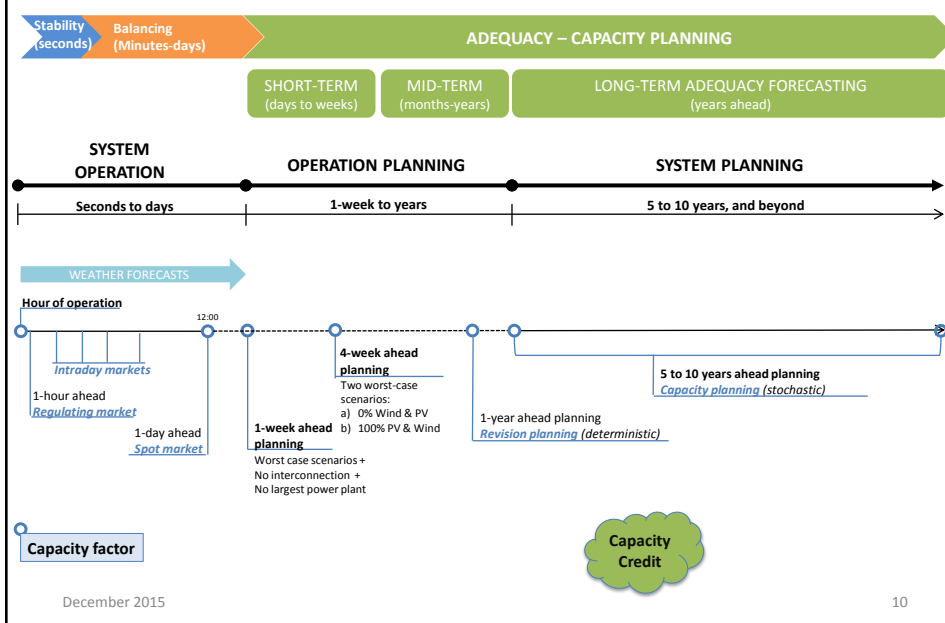 Stability
(seconds)
Balancing
(Minutes-days)
ADEQUACY – CAPACITY PLANNING
SHORT-TERM
(days to weeks)
MID-TERM
(months-years)
LONG-TERM ADEQUACY FORECASTING
(years ahead)
SYSTEM
OPERATION
OPERATION PLANNING
SYSTEM PLANNING
Seconds to days
1-week to years
5 to 10 years, and beyond
WEATHER FORECASTS
Hour of operation
12:00
Intraday markets
1-hour ahead
Regulating market
1-day ahead
Spot market
1-week ahead
planning
Worst case scenarios +
No interconnection +
No largest power plant
4-week ahead
planning
Two worst-case
scenarios:
a) 0% Wind & PV
b) 100% PV & Wind
1-year ahead planning
Revision planning (deterministic)
5 to 10 years ahead planning
Capacity planning (stochastic)
Capacity factor
Capacity
Credit
December 2015
10